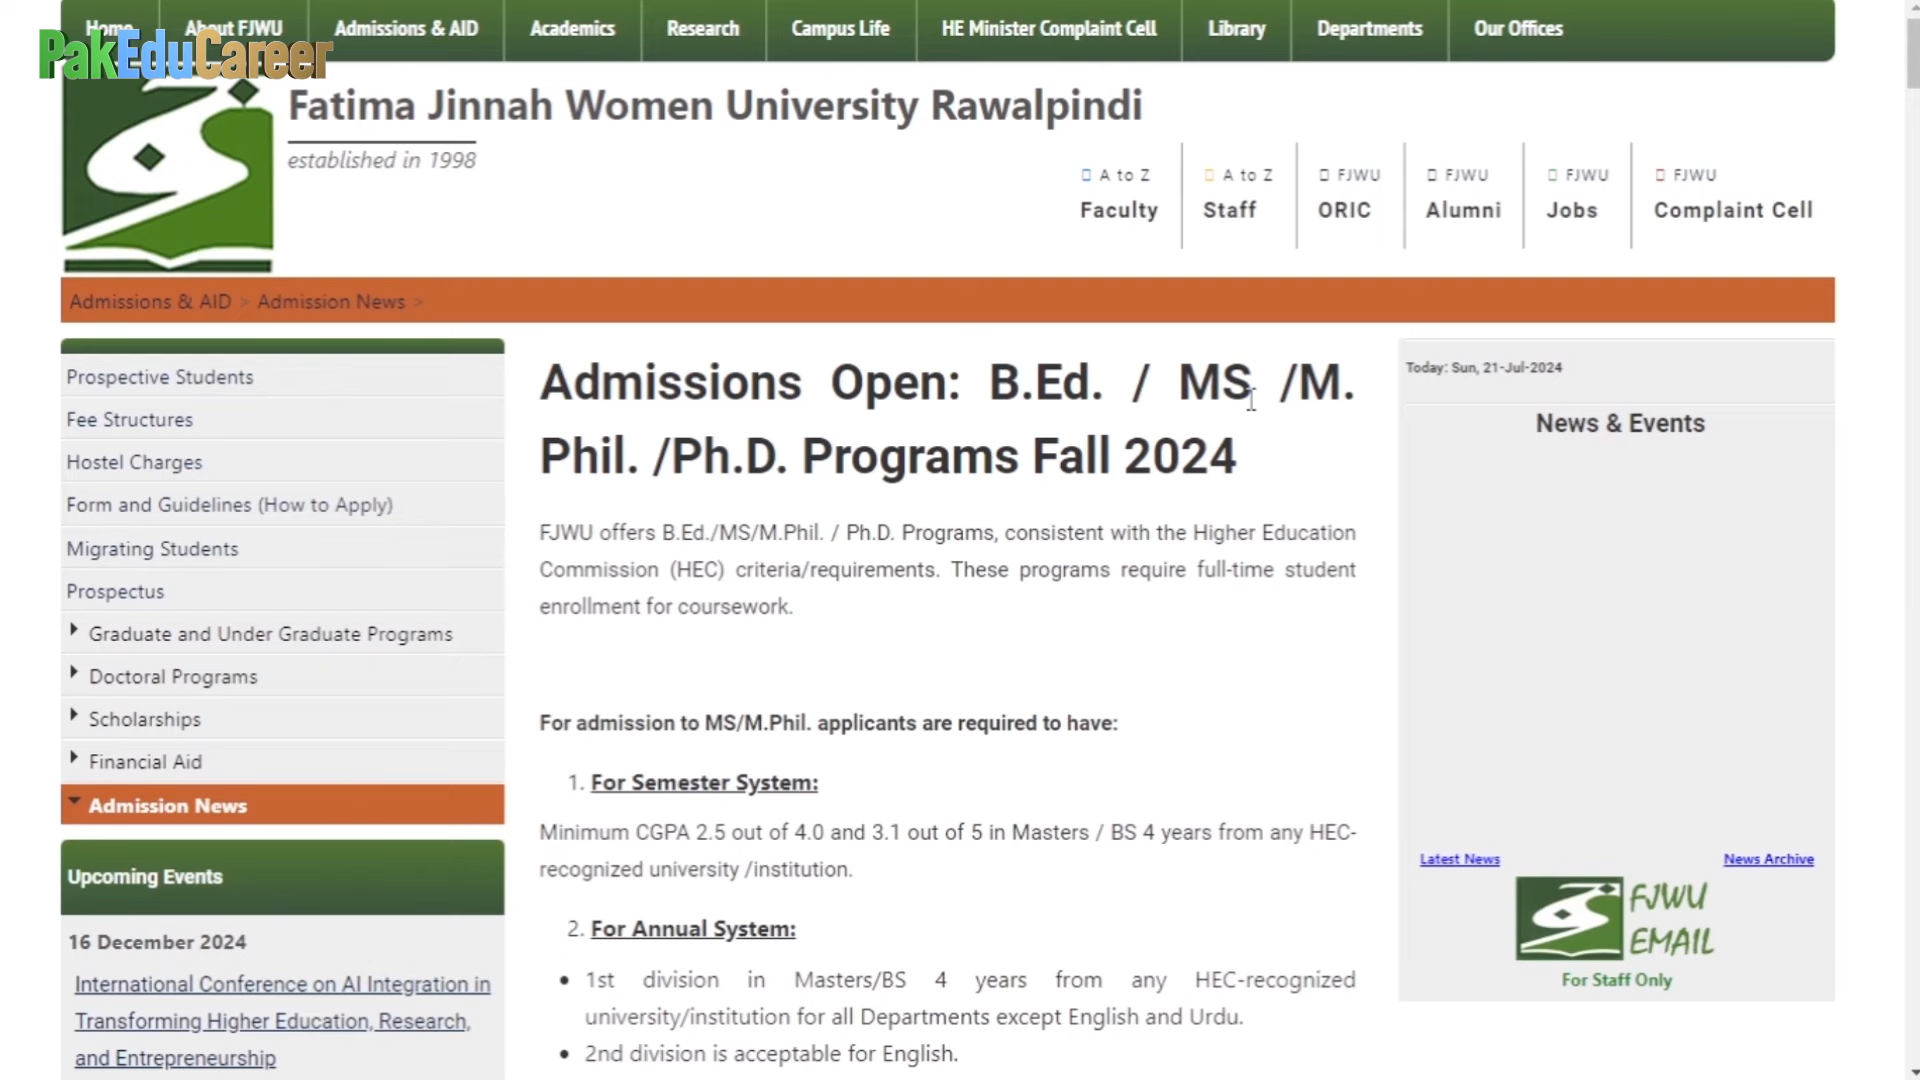 Home About FJWU Admissions & AID Academics Research Campus Life HE Minister Complaint Cell Library Departments Our Offices
PakEduCareer
Fatima Jinnah Women University Rawalpindi
established in 1998
A to Z
Faculty
A to Z
Staff
FJWU
ORIC
FJWU
Alumni
FJWU
Jobs
FJWU
Complaint Cell
Admissions & AID > Admission News >
Prospective Students
Fee Structures
Hostel Charges
Form and Guidelines (How to Apply)
Migrating Students
Prospectus
Graduate and Under Graduate Programs
Doctoral Programs
Scholarships
Financial Aid
Admission News
Upcoming Events
16 December 2024
International Conference on AI Integration in
Transforming Higher Education, Research,
and Entrepreneurship
Admissions Open: B.Ed. / MS /M.
Phil. /Ph.D. Programs Fall 2024
FJWU offers B.Ed./MS/M.Phil. / Ph.D. Programs, consistent with the Higher Education
Commission (HEC) criteria/requirements. These programs require full-time student
enrollment for coursework.
For admission to MS/M.Phil. applicants are required to have:
1. For Semester System:
Minimum CGPA 2.5 out of 4.0 and 3.1 out of 5 in Masters / BS 4 years from any HEC-
recognized university /institution.
2. For Annual System:
• 1st division in Masters/BS 4 years from any HEC-recognized
university/institution for all Departments except English and Urdu.
• 2nd division is acceptable for English.
Today: Sun, 21-Jul-2024
News & Events
Latest News News Archive
FJWU
EMAIL
For Staff Only